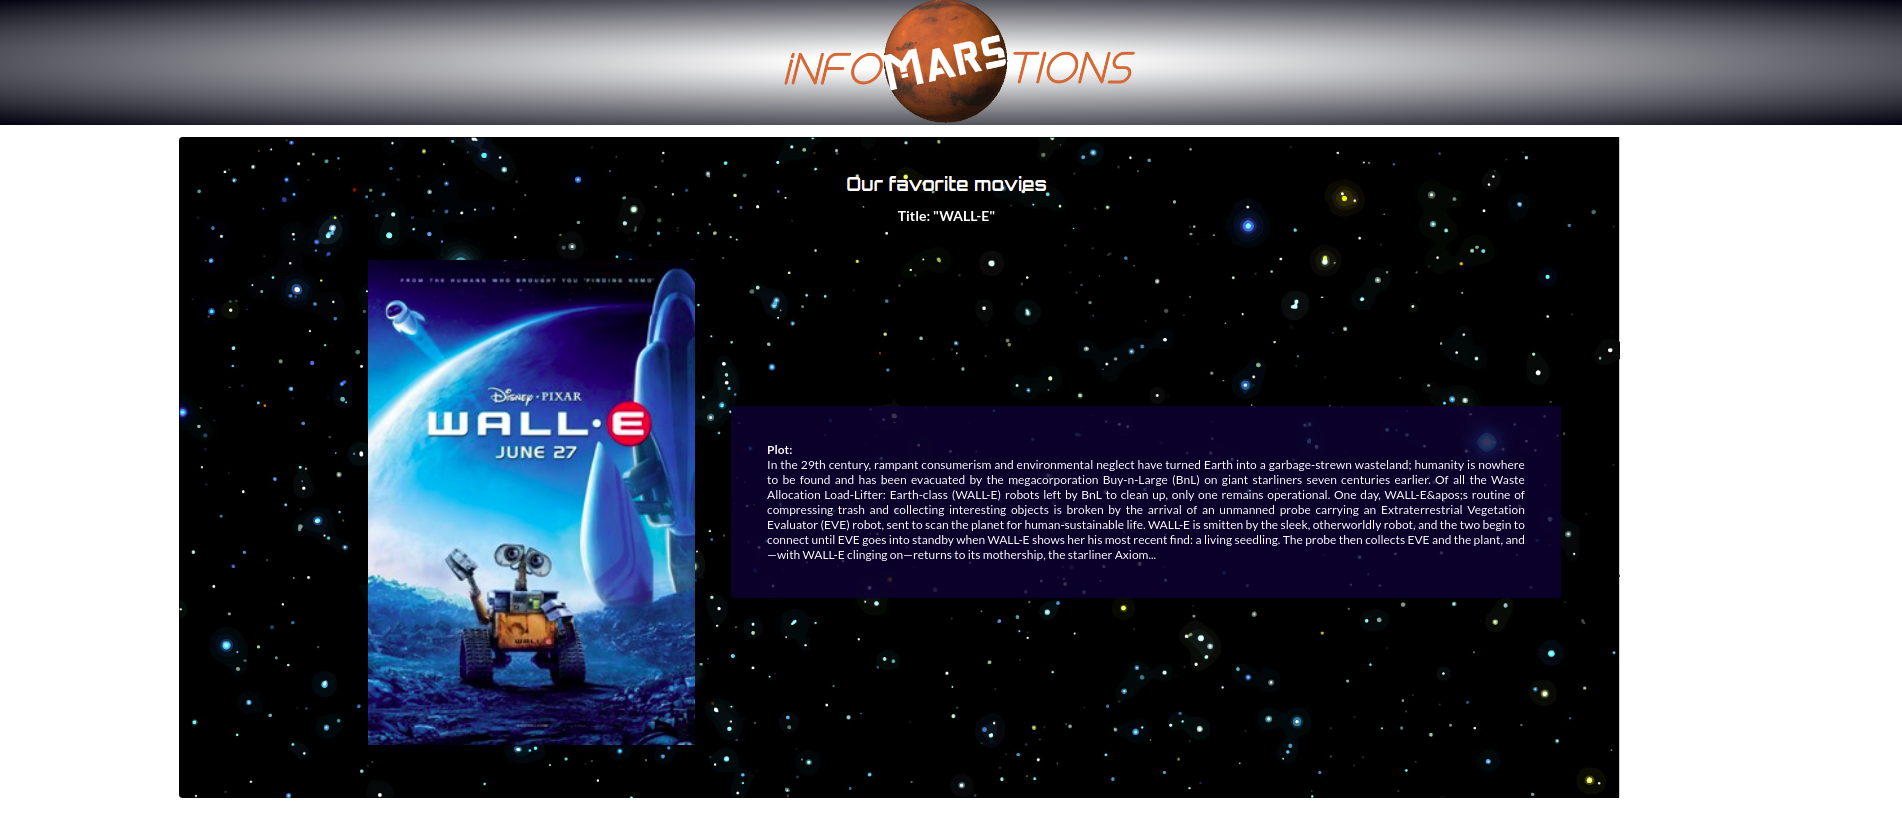 iNFOMARSTIONS
Our favorite movies
Title: "WALL-E"
FROM THE HUMANS WHO BROUGHT YOU "FINDING NEMO"
Disney·PIXAR
WALL·E
JUNE 27
WALL·E
Plot:
In the 29th century, rampant consumerism and environmental neglect have turned Earth into a garbage-strewn wasteland; humanity is nowhere
to be found and has been evacuated by the megacorporation Buy-n-Large (BnL) on giant starliners seven centuries earlier. Of all the Waste
Allocation Load-Lifter: Earth-class (WALL-E) robots left by BnL to clean up, only one remains operational. One day, WALL-E&apos;s routine of
compressing trash and collecting interesting objects is broken by the arrival of an unmanned probe carrying an Extraterrestrial Vegetation
Evaluator (EVE) robot, sent to scan the planet for human-sustainable life. WALL-E is smitten by the sleek, otherworldly robot, and the two begin to
connect until EVE goes into standby when WALL-E shows her his most recent find: a living seedling. The probe then collects EVE and the plant, and
—with WALL-E clinging on—returns to its mothership, the starliner Axiom...